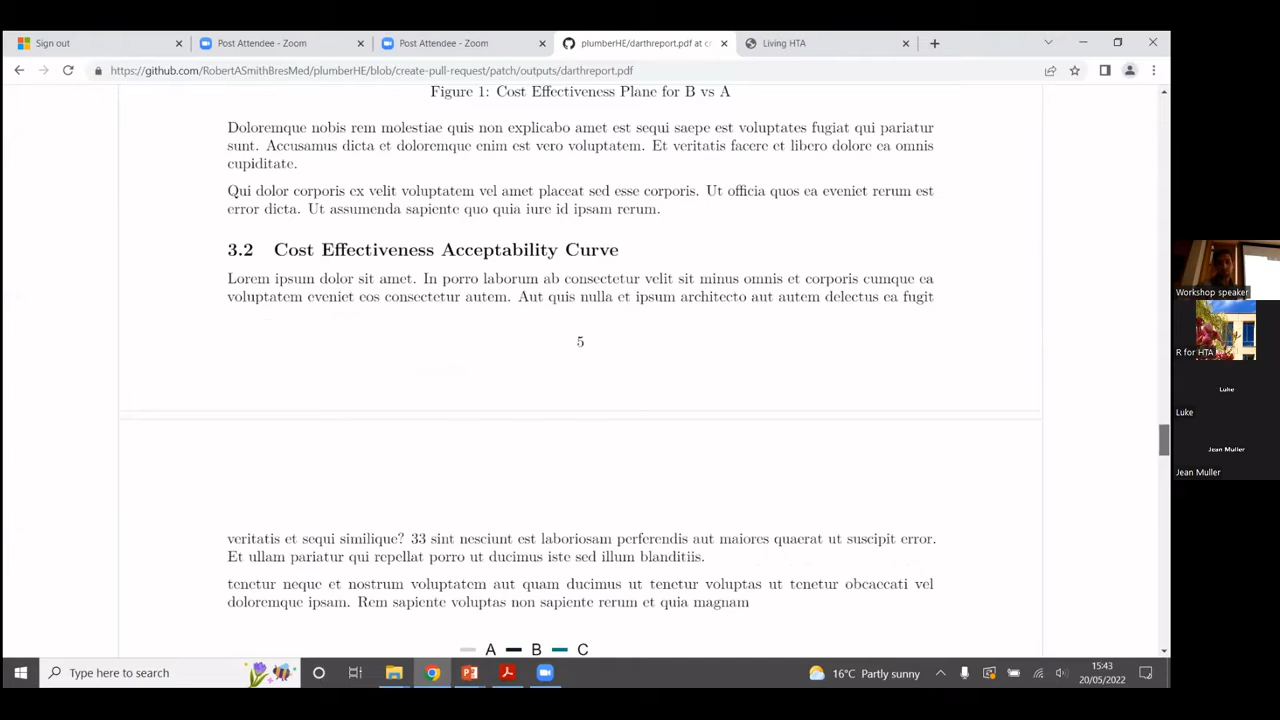 Sign out
Post Attendee - Zoom
Post Attendee - Zoom
plumberHE/darthreport.pdf at cr
Living HTA
https://github.com/RobertASmithBresMed/plumberHE/blob/create-pull-request/patch/outputs/darthreport.pdf
Figure 1: Cost Effectiveness Plane for B vs A
Doloremque nobis rem molestiae quis non explicabo amet est sequi saepe est voluptates fugiat qui pariatur
sunt. Accusamus dicta et doloremque enim est vero voluptatem. Et veritatis facere et libero dolore ea omnis
cupiditate.
Qui dolor corporis ex velit voluptatem vel amet placeat sed esse corporis. Ut officia quos ea eveniet rerum est
error dicta. Ut assumenda sapiente quo quia iure id ipsam rerum.
3.2 Cost Effectiveness Acceptability Curve
Lorem ipsum dolor sit amet. In porro laborum ab consectetur velit sit minus omnis et corporis cumque ea
voluptatem eveniet eos consectetur autem. Aut quis nulla et ipsum architecto aut autem delectus ea fugit
5
veritatis et sequi similique? 33 sint nesciunt est laboriosam perferendis aut maiores quaerat ut suscipit error.
Et ullam pariatur qui repellat porro ut ducimus iste sed illum blanditiis.
tenetur neque et nostrum voluptatem aut quam ducimus ut tenetur voluptas ut tenetur obcaecati vel
doloremque ipsam. Rem sapiente voluptas non sapiente rerum et quia magnam
A B C
Workshop speaker
R for HTA
Luke
Luke
Jean Muller
Jean Muller
Type here to search
16°C Partly sunny
15:43
20/05/2022